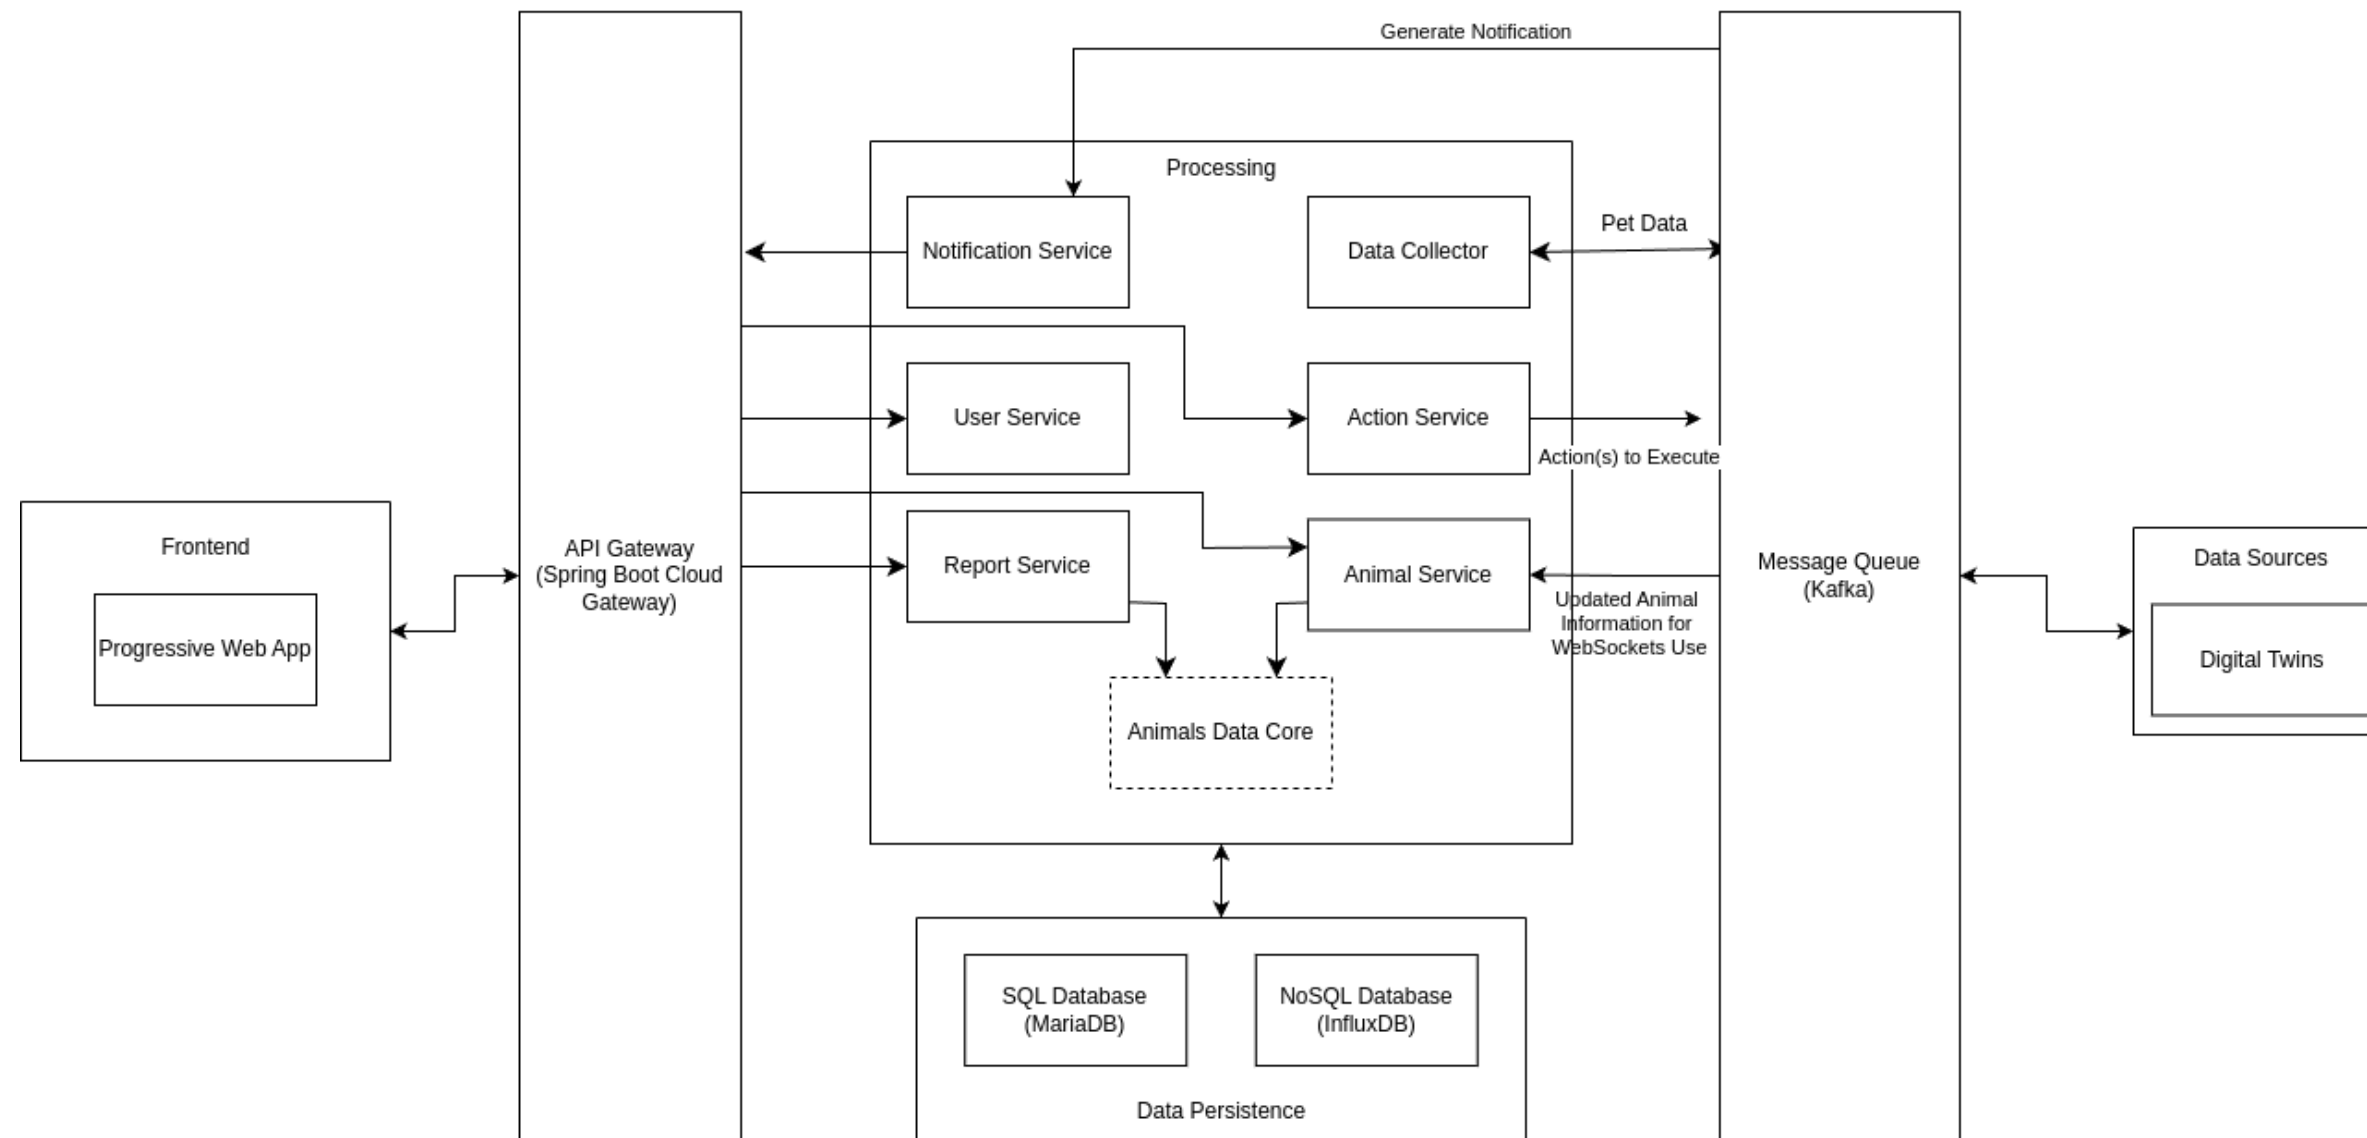 Generate Notification
Processing
Notification Service
Data Collector
Pet Data
User Service
Action Service
Action(s) to Execute
Frontend
Progressive Web App
API Gateway
(Spring Boot Cloud
Gateway)
Report Service
Animal Service
Updated Animal
Information for
WebSockets Use
Message Queue
(Kafka)
Data Sources
Digital Twins
Animals Data Core
SQL Database
(MariaDB)
NoSQL Database
(InfluxDB)
Data Persistence